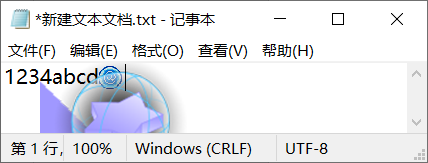 *新建文本文档.txt - 记事本
文件(F) 编辑(E) 格式(O) 查看(V) 帮助(H)
1234abcd
第 1 行, 100% Windows (CRLF) UTF-8